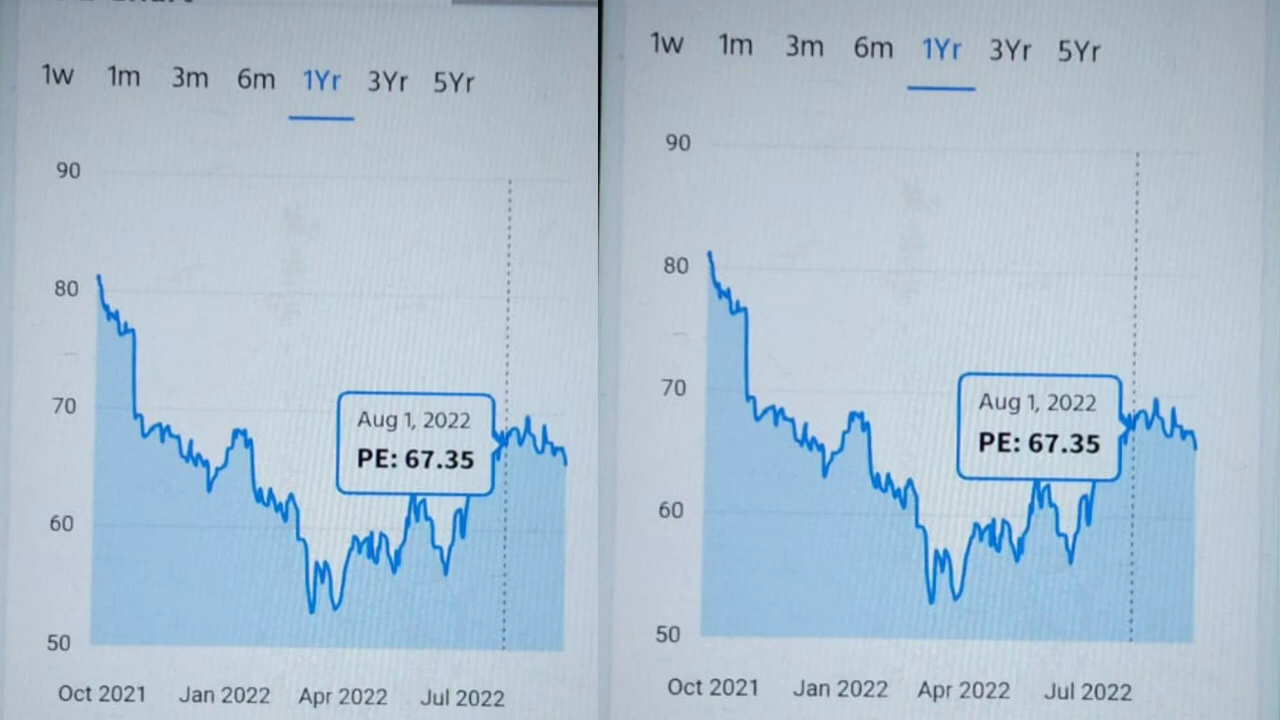 1w 1m 3m 6m 1Yr 3Yr 5Yr
90
80
70
60
50
Aug 1, 2022
PE: 67.35
Oct 2021 Jan 2022 Apr 2022 Jul 2022
1w 1m 3m 6m 1Yr 3Yr 5Yr
90
80
70
60
50
Aug 1, 2022
PE: 67.35
Oct 2021 Jan 2022 Apr 2022 Jul 2022